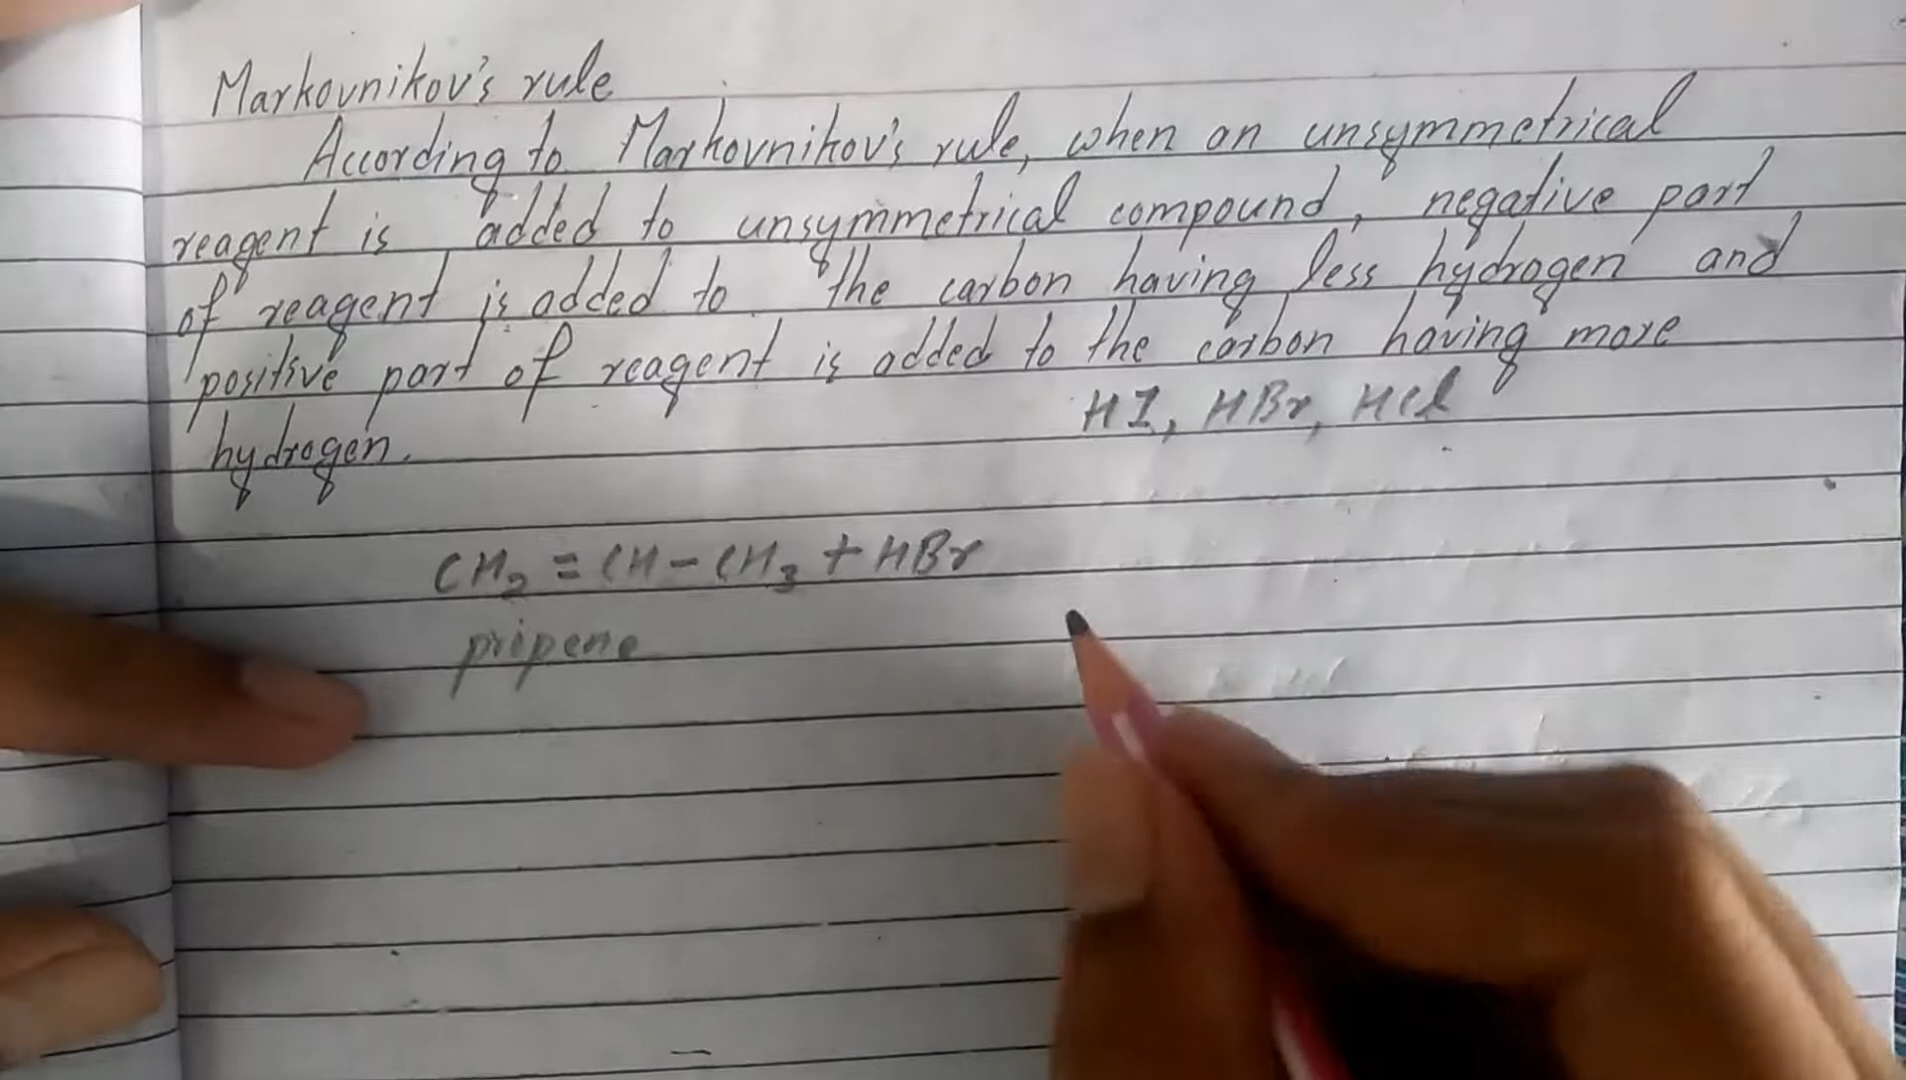 Markovnikov's rule
According to Markovnikov's rule, when an unsymmetrical
reagent is added to unsymmetrical compound, negative part
of reagent is added to the carbon having less hydrogen and
positive part of reagent is added to the carbon having more
hydrogen.
HI, HBr, HCl
CH₂ = CH - CH₃ + HBr
pripene